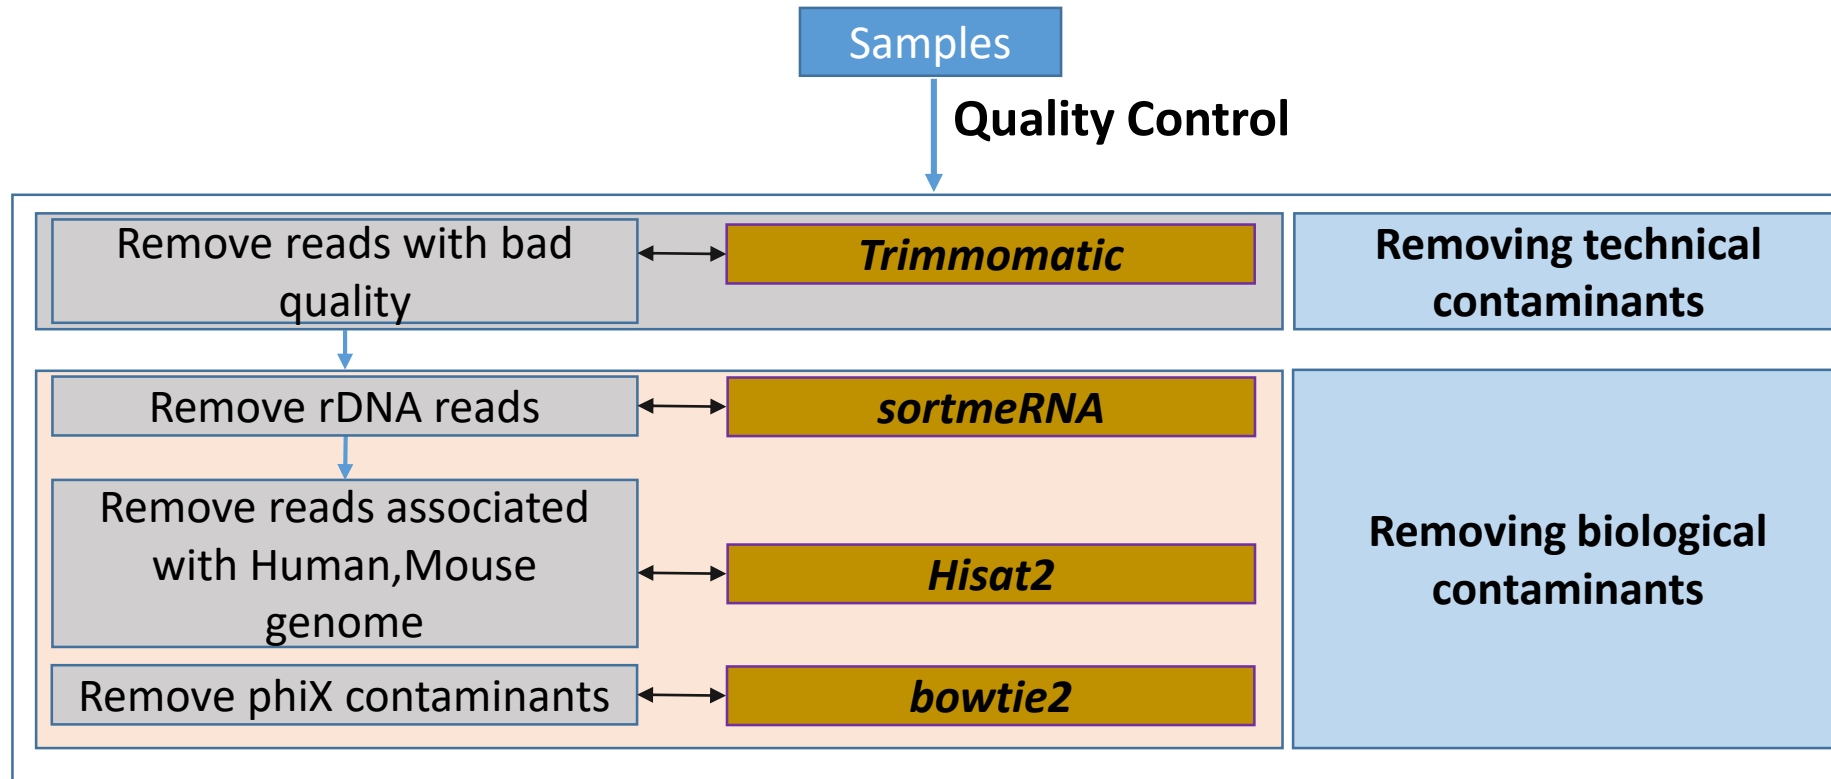 Samples
Quality Control
Remove reads with bad
quality
Trimmomatic
Removing technical
contaminants
Remove rDNA reads
sortmeRNA
Remove reads associated
with Human,Mouse
genome
Hisat2
Removing biological
contaminants
Remove phiX contaminants
bowtie2